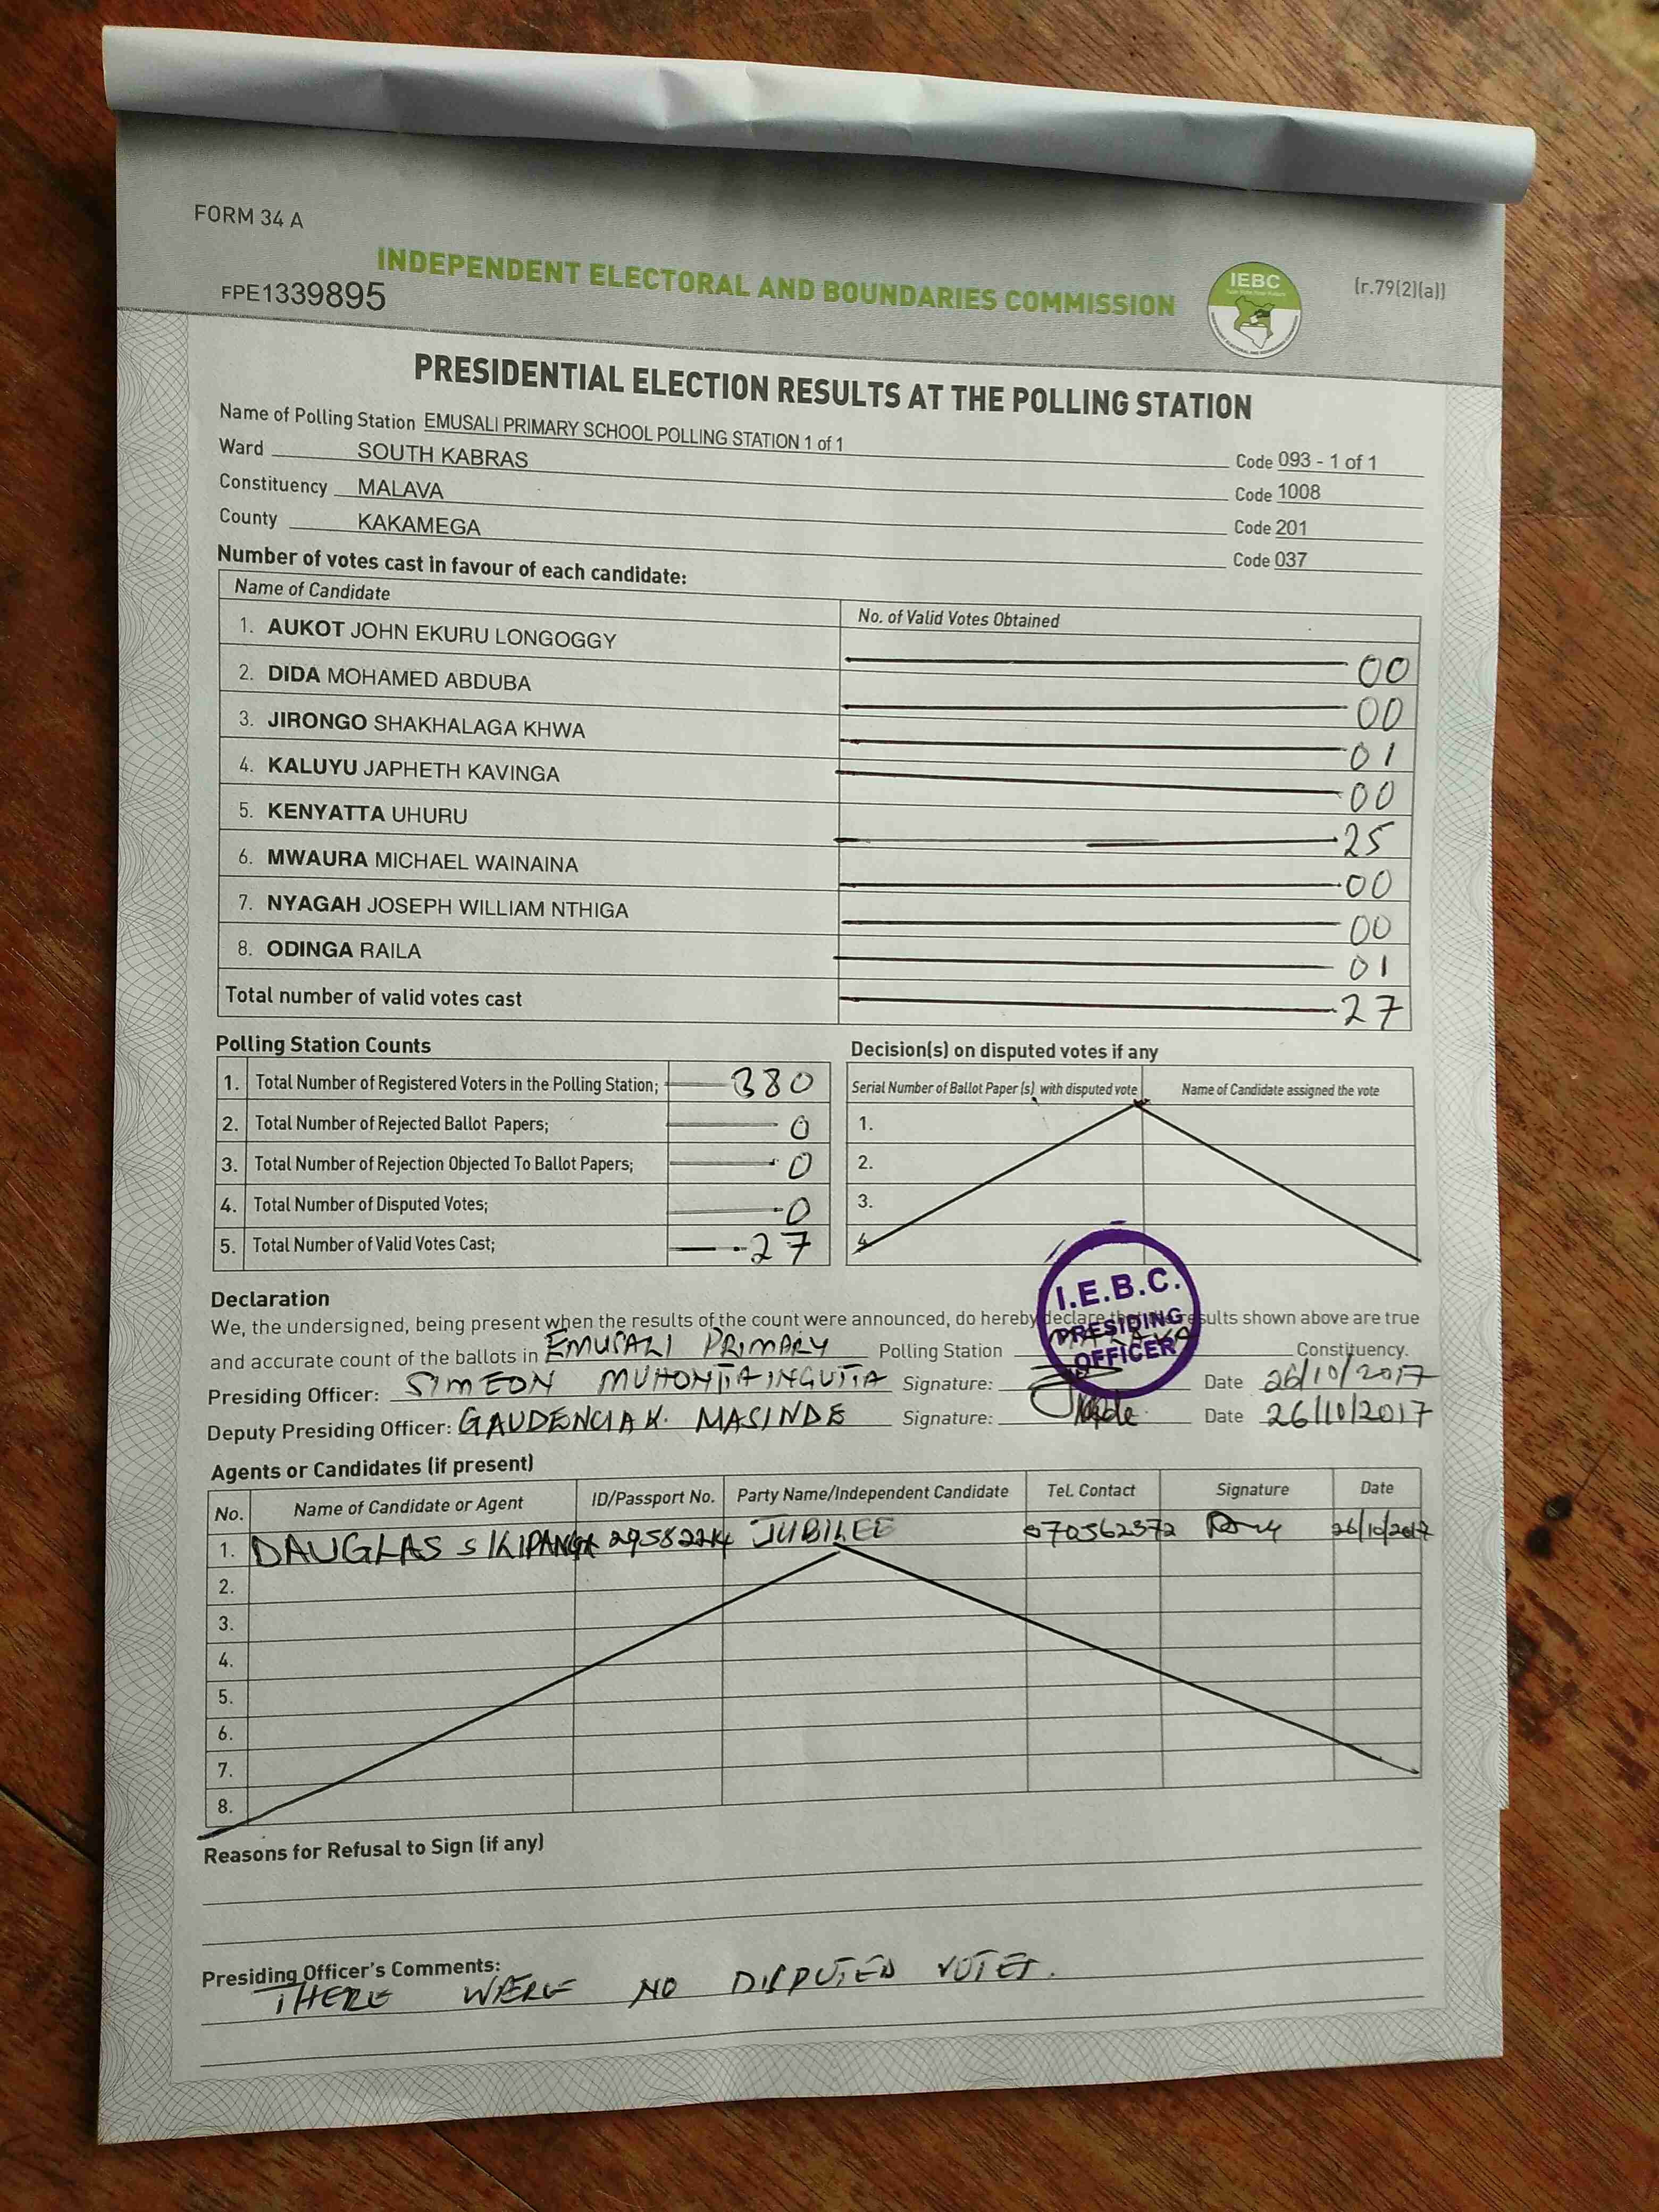 FORM 34 A
INDEPENDENT ELECTORAL AND BOUNDARIES COMMISSION
IEBC
(r.79(2)(a))
FPE1339895
PRESIDENTIAL ELECTION RESULTS AT THE POLLING STATION
Name of Polling Station EMUSALI PRIMARY SCHOOL POLLING STATION 1 of 1 Code 093 - 1 of 1
Ward SOUTH KABRAS Code 1008
Constituency MALAVA Code 201
County KAKAMEGA Code 037
Number of votes cast in favour of each candidate:
Name of Candidate No. of Valid Votes Obtained
1. AUKOT JOHN EKURU LONGOGGY 00
2. DIDA MOHAMED ABDUBA 00
3. JIRONGO SHAKHALAGA KHWA 01
4. KALUYU JAPHETH KAVINGA 00
5. KENYATTA UHURU 25
6. MWAURA MICHAEL WAINAINA 00
7. NYAGAH JOSEPH WILLIAM NTHIGA 00
8. ODINGA RAILA 01
Total number of valid votes cast 27
Polling Station Counts
1. Total Number of Registered Voters in the Polling Station; 380
2. Total Number of Rejected Ballot Papers; 0
3. Total Number of Rejection Objected To Ballot Papers; 0
4. Total Number of Disputed Votes; 0
5. Total Number of Valid Votes Cast; 27
Decision(s) on disputed votes if any
Serial Number of Ballot Paper (s) with disputed vote Name of Candidate assigned the vote
1.
2.
3.
4.
I.E.B.C.
PRESIDING
OFFICER
Declaration
We, the undersigned, being present when the results of the count were announced, do hereby declare that the results shown above are true
and accurate count of the ballots in EMUSALI PRIMARY Polling Station MALAVA Constituency.
Presiding Officer: SIMEON Signature: Date 26/10/2017
Deputy Presiding Officer: GAUDENCIA K. MASINDE Signature: Date 26/10/2017
Agents or Candidates (if present)
No. Name of Candidate or Agent ID/Passport No. Party Name/Independent Candidate Tel. Contact Signature Date
1. DAUGLAS S KIPANGA JUBILEE 070562372 26/10/2017
2.
3.
4.
5.
6.
7.
8.
Reasons for Refusal to Sign (if any)
Presiding Officer's Comments:
THERE WERE NO DISPUTED VOTES.